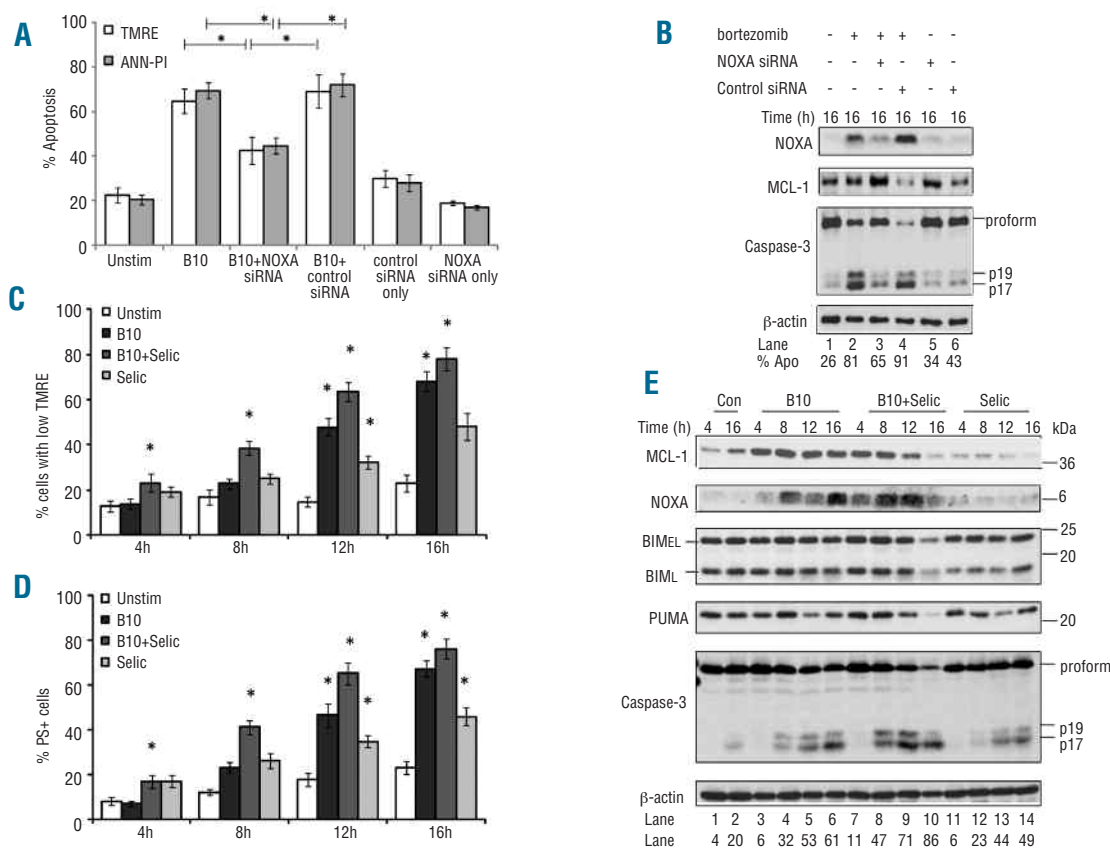 A
*
*
*
*
TMRE
ANN-PI
% Apoptosis
80
60
40
20
0
Unstim
B10
B10+NOXA
siRNA
B10+
control
siRNA
control
siRNA
only
NOXA
siRNA only
B
bortezomib - + + + - -
NOXA siRNA - - + - + -
Control siRNA - - - + - +
Time (h) 16 16 16 16 16 16
NOXA
MCL-1
Caspase-3
proform
p19
p17
β-actin
Lane 1 2 3 4 5 6
% Apo 26 81 65 91 34 43
C
Unstim
B10
B10+Selic
Selic
% cells with low TMRE
100
80
60
40
20
0
*
*
*
*
*
*
*
4h
8h
12h
16h
D
Unstim
B10
B10+Selic
Selic
% PS+ cells
100
80
60
40
20
0
*
*
*
*
*
*
*
*
4h
8h
12h
16h
E
Con B10 B10+Selic Selic
Time (h) 4 16 4 8 12 16 4 8 12 16 4 8 12 16 kDa
MCL-1
36
NOXA
6
BIMEL
BIML
25
20
PUMA
20
Caspase-3
proform
p19
p17
β-actin
Lane 1 2 3 4 5 6 7 8 9 10 11 12 13 14
Lane 4 20 6 32 53 61 11 47 71 86 6 23 44 49